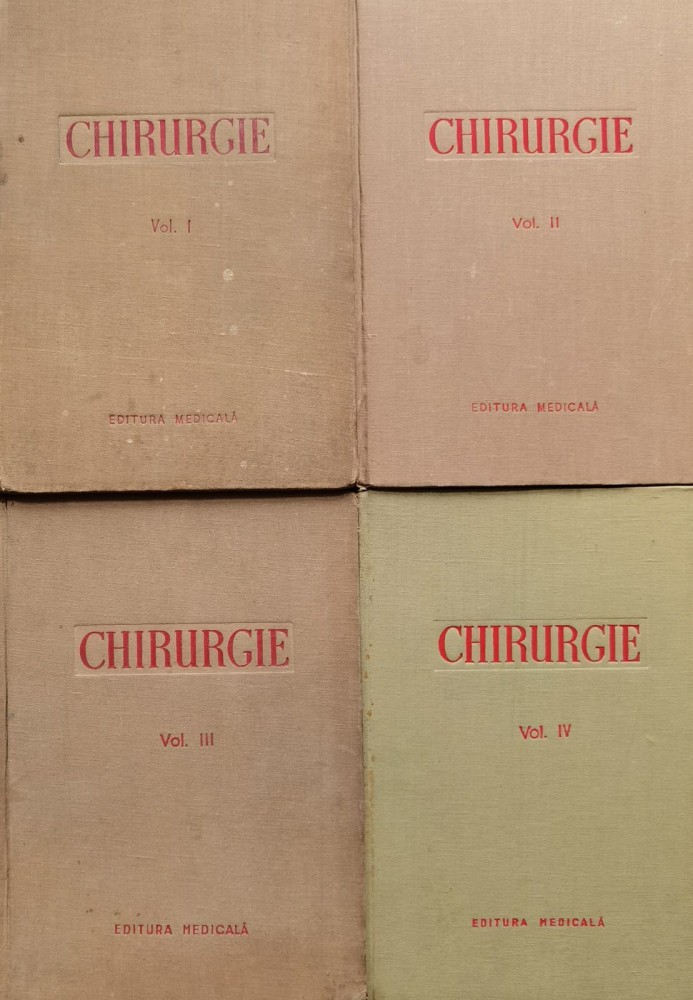 CHIRURGIE
Vol. I
EDITURA MEDICALĂ
CHIRURGIE
Vol. II
EDITURA MEDICALĂ
CHIRURGIE
Vol. III
EDITURA MEDICALĂ
CHIRURGIE
Vol. IV
EDITURA MEDICALĂ